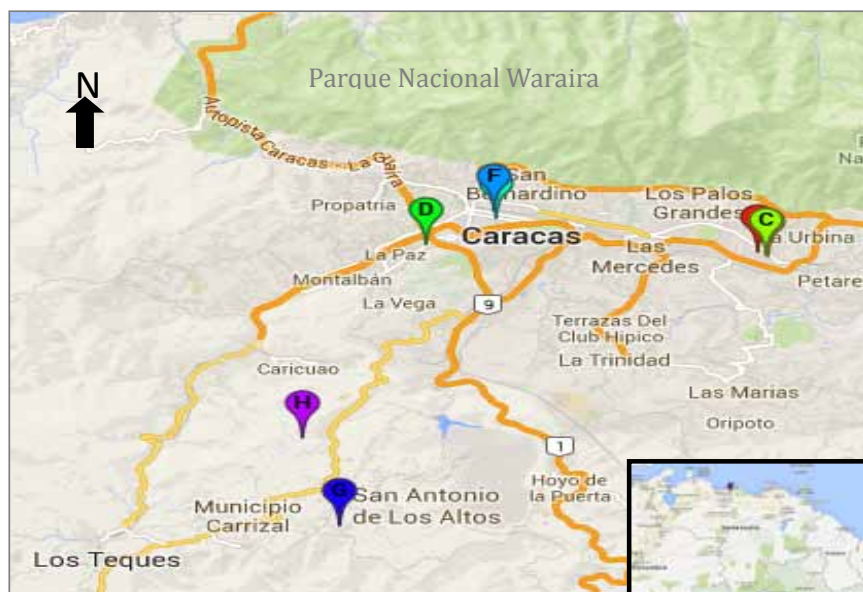 Parque Nacional Waraira
N
Autopista Caracas - La Guaira
F
San
Bernardino
Propatria
Los Palos
Grandes
D
C
La Urbina
Caracas
La Paz
Las
Mercedes
Montalbán
Petare
La Vega
9
Terrazas Del
Club Hipico
La Trinidad
Caricuao
Las Marias
H
Oripoto
1
G
San Antonio
de Los Altos
Hoyo de
la Puerta
Municipio
Carrizal
Los Teques